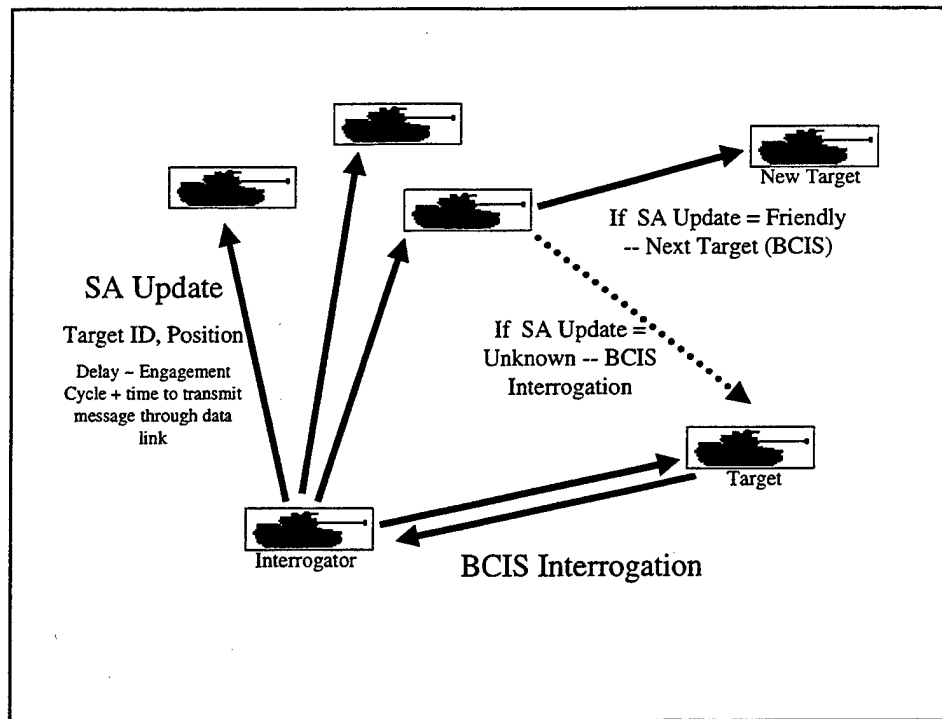 New Target
If SA Update = Friendly
-- Next Target (BCIS)
SA Update
Target ID, Position
Delay ~ Engagement
Cycle + time to transmit
message through data
link
If SA Update =
Unknown -- BCIS
Interrogation
Target
Interrogator
BCIS Interrogation